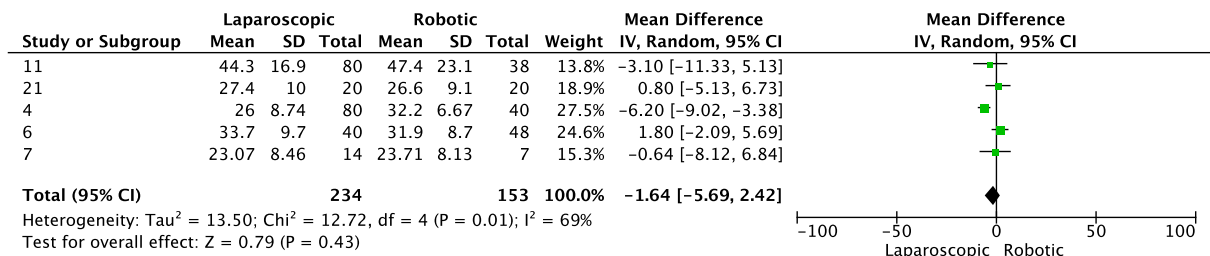 Laparoscopic Robotic Mean Difference Mean Difference
Study or Subgroup Mean SD Total Mean SD Total Weight IV, Random, 95% CI IV, Random, 95% CI
11 44.3 16.9 80 47.4 23.1 38 13.8% −3.10 [−11.33, 5.13]
21 27.4 10 20 26.6 9.1 20 18.9% 0.80 [−5.13, 6.73]
4 26 8.74 80 32.2 6.67 40 27.5% −6.20 [−9.02, −3.38]
6 33.7 9.7 40 31.9 8.7 48 24.6% 1.80 [−2.09, 5.69]
7 23.07 8.46 14 23.71 8.13 7 15.3% −0.64 [−8.12, 6.84]
Total (95% CI) 234 153 100.0% −1.64 [−5.69, 2.42]
Heterogeneity: Tau² = 13.50; Chi² = 12.72, df = 4 (P = 0.01); I² = 69%
Test for overall effect: Z = 0.79 (P = 0.43)
−100 −50 0 50 100
Laparoscopic Robotic